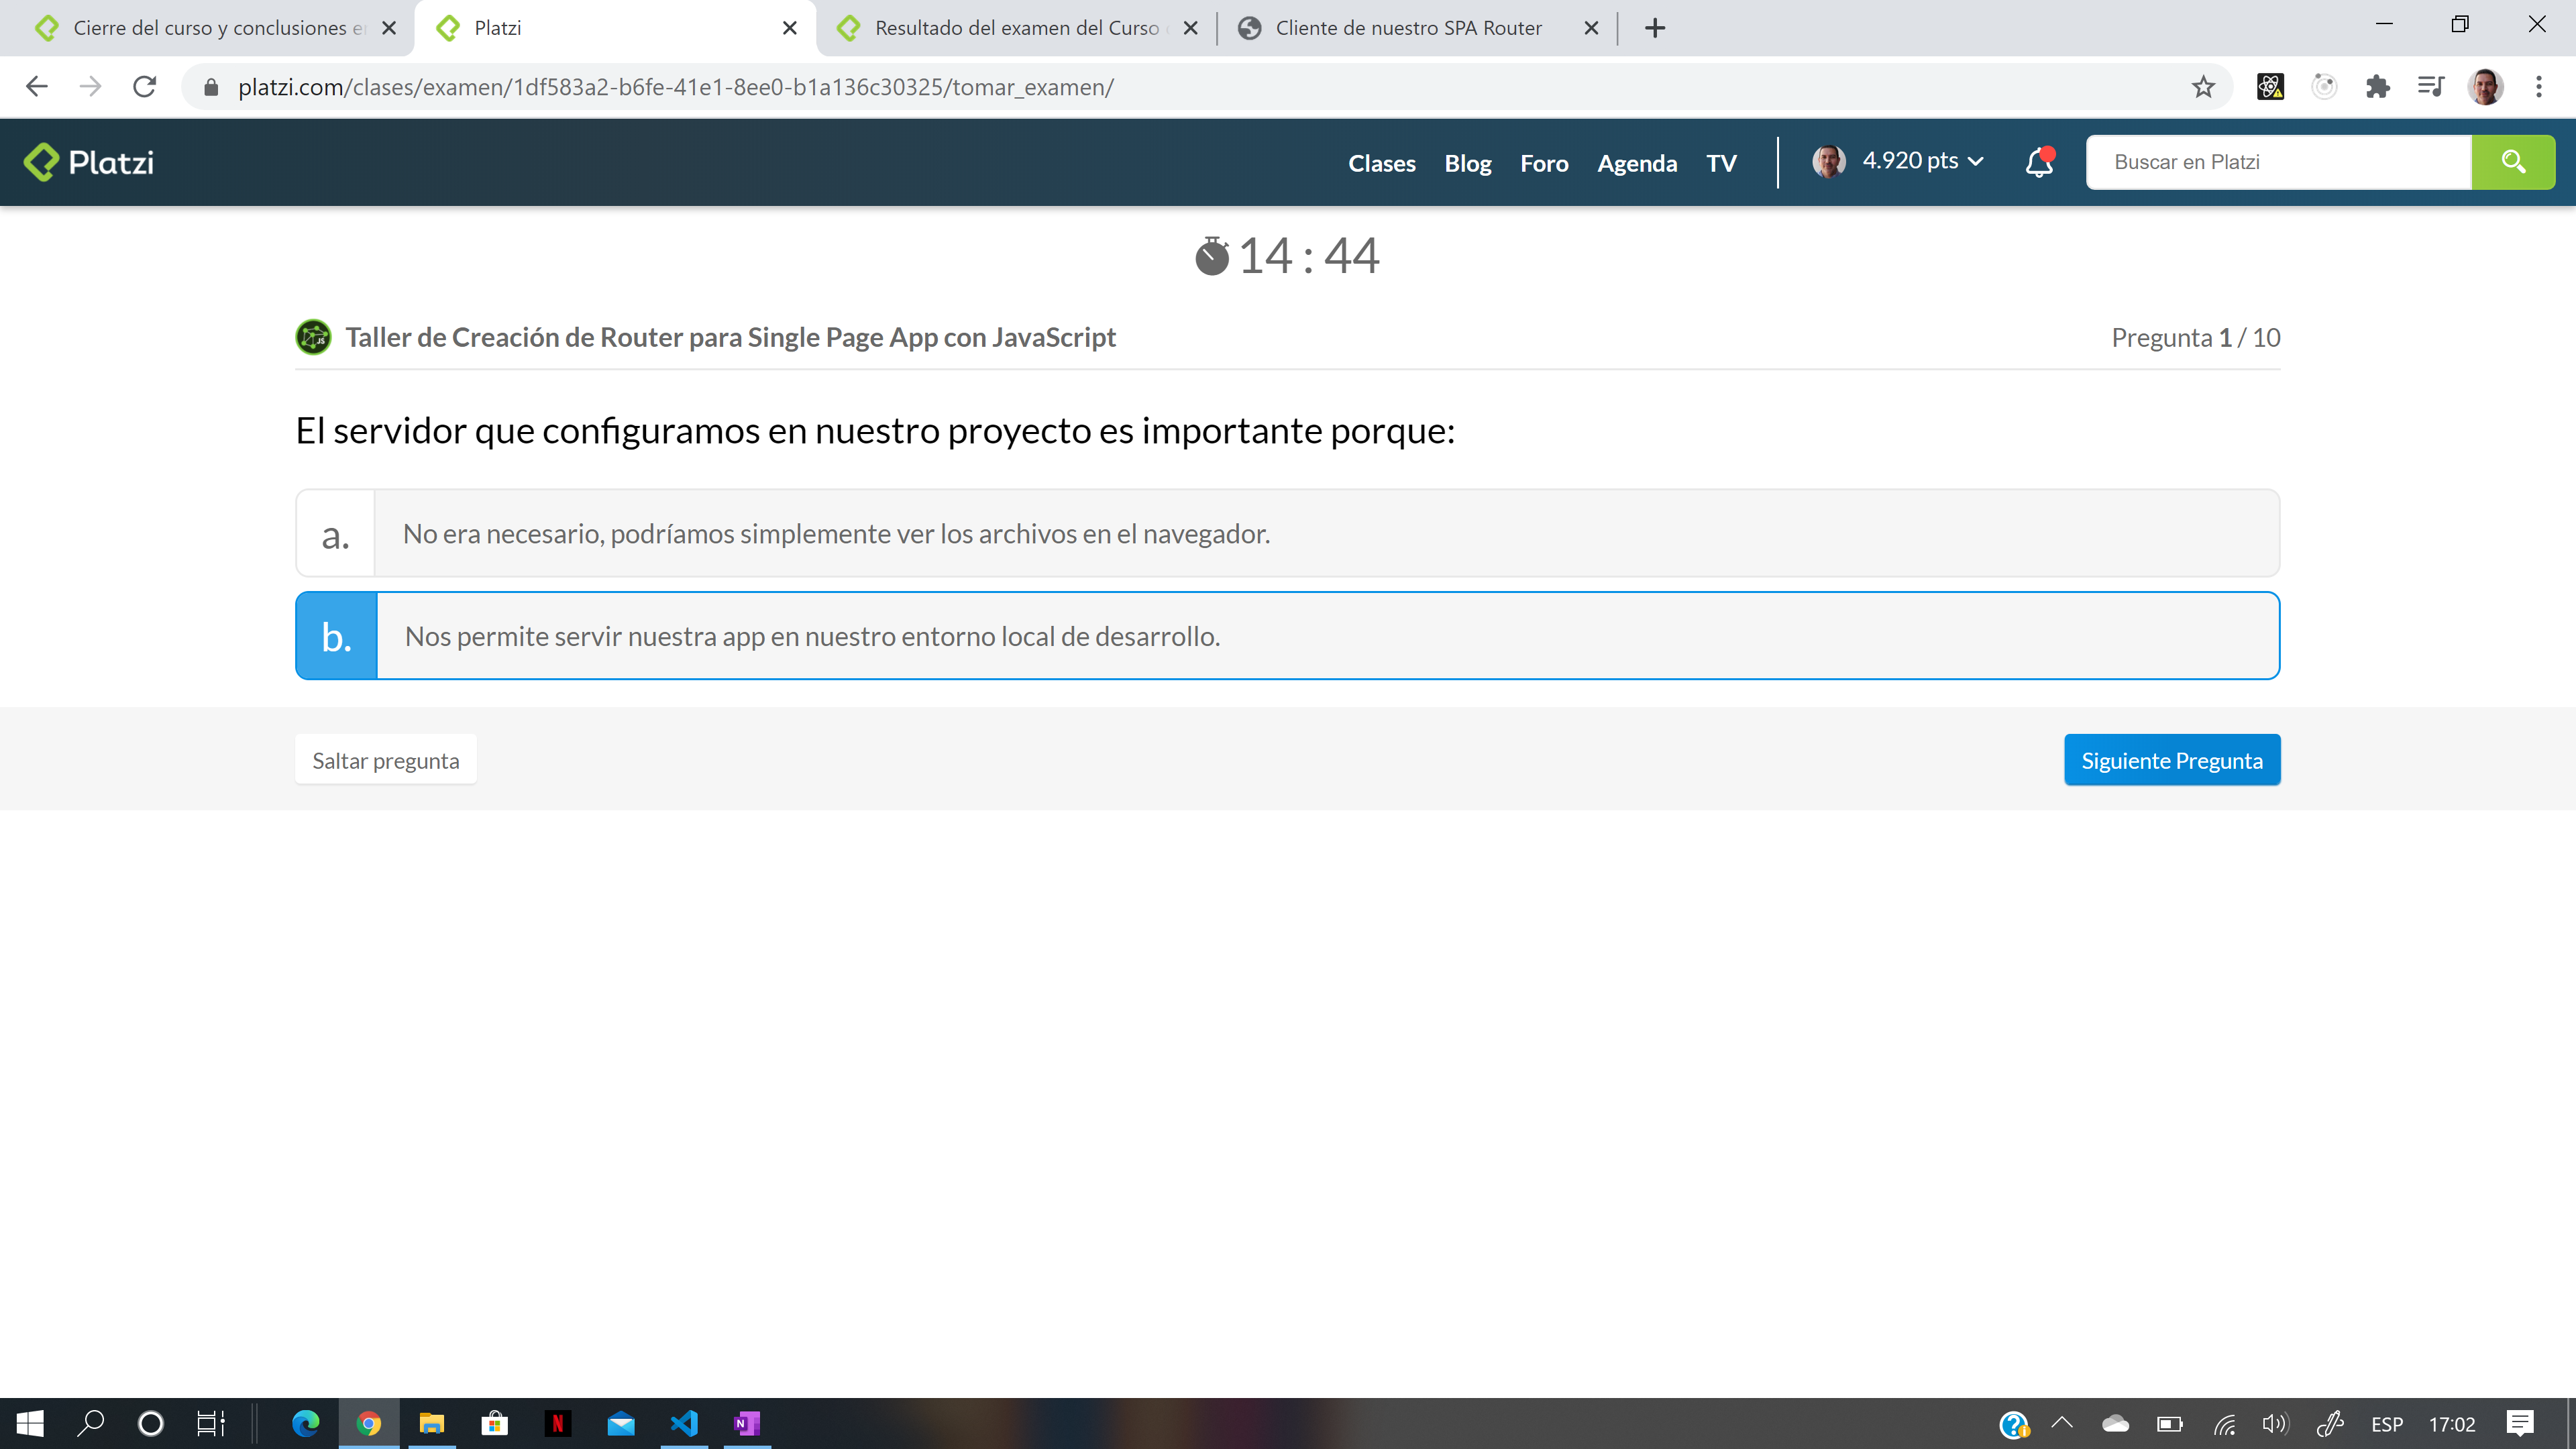 Cierre del curso y conclusiones e
Platzi
Resultado del examen del Curso
Cliente de nuestro SPA Router
platzi.com/clases/examen/1df583a2-b6fe-41e1-8ee0-b1a136c30325/tomar_examen/
Platzi
Clases
Blog
Foro
Agenda
TV
4.920 pts
Buscar en Platzi
14 : 44
Taller de Creación de Router para Single Page App con JavaScript
Pregunta 1 / 10
El servidor que configuramos en nuestro proyecto es importante porque:
a.
No era necesario, podríamos simplemente ver los archivos en el navegador.
b.
Nos permite servir nuestra app en nuestro entorno local de desarrollo.
Saltar pregunta
Siguiente Pregunta
ESP
17:02